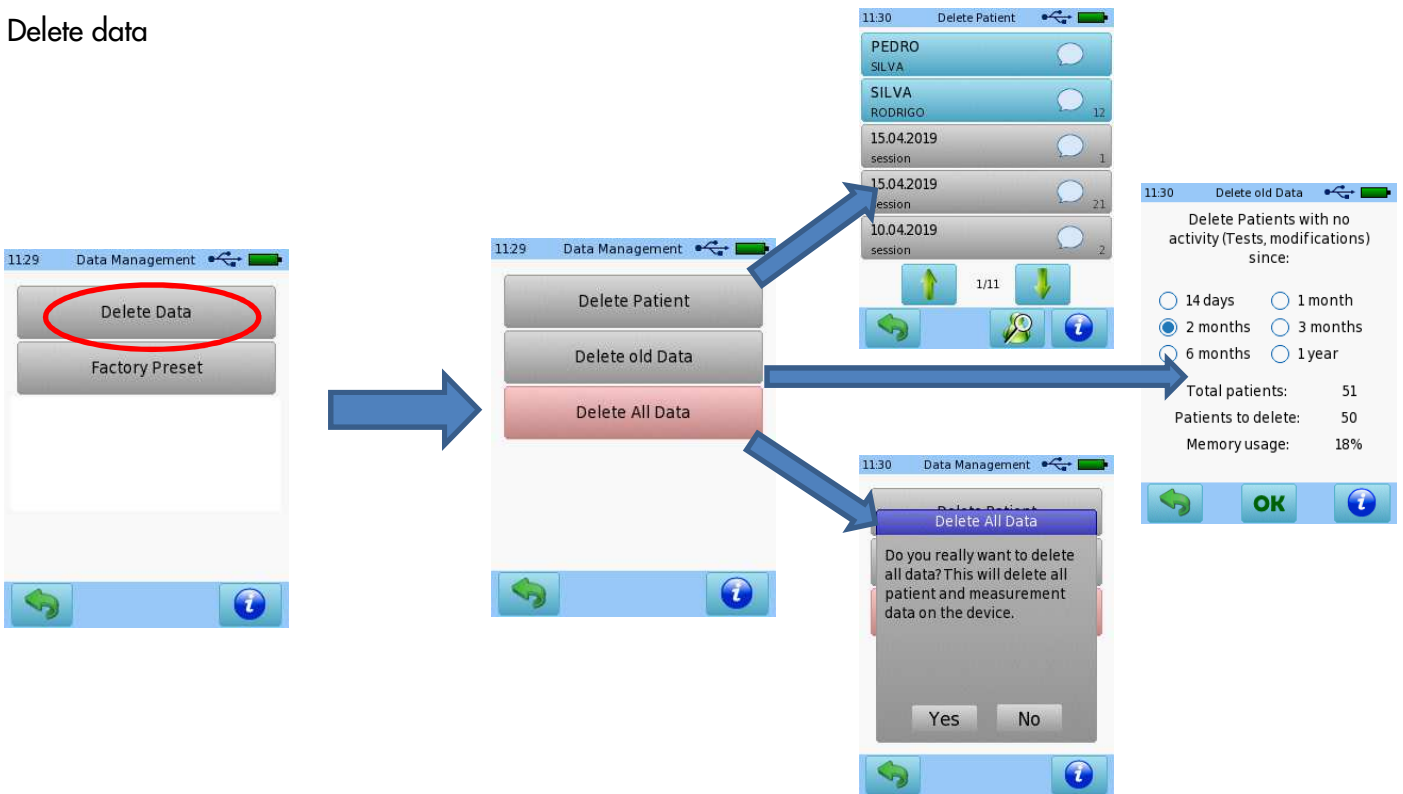 Delete data
11:29 Data Management
Delete Data
Factory Preset
11:29 Data Management
Delete Patient
Delete old Data
Delete All Data
11:30 Delete Patient
PEDRO
SILVA
SILVA
RODRIGO 12
15.04.2019
session 1
15.04.2019
session 21
10.04.2019
session 2
1/11
i
11:30 Delete old Data
Delete Patients with no
activity (Tests, modifications)
since:
14 days 1 month
2 months 3 months
6 months 1 year
Total patients: 51
Patients to delete: 50
Memory usage: 18%
OK i
11:30 Data Management
Delete Patient
Delete All Data
Do you really want to delete
all data? This will delete all
patient and measurement
data on the device.
Yes No
i
i
i